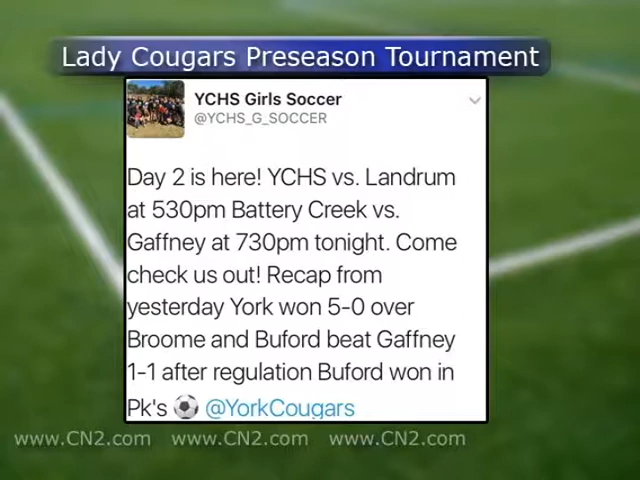 Lady Cougars Preseason Tournament
YCHS Girls Soccer
@YCHS_G_SOCCER
Day 2 is here! YCHS vs. Landrum
at 530pm Battery Creek vs.
Gaffney at 730pm tonight. Come
check us out! Recap from
yesterday York won 5-0 over
Broome and Buford beat Gaffney
1-1 after regulation Buford won in
Pk's ⚽ @YorkCougars
www.CN2.com www.CN2.com www.CN2.com